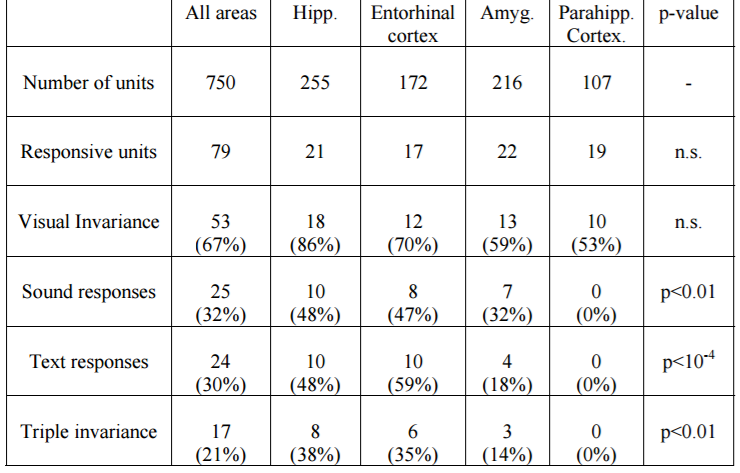 All areas Hipp. Entorhinal cortex Amyg. Parahipp. Cortex. p-value
Number of units 750 255 172 216 107 -
Responsive units 79 21 17 22 19 n.s.
Visual Invariance 53 18 12 13 10 n.s.
(67%) (86%) (70%) (59%) (53%)
Sound responses 25 10 8 7 0 p<0.01
(32%) (48%) (47%) (32%) (0%)
Text responses 24 10 10 4 0 p<10-4
(30%) (48%) (59%) (18%) (0%)
Triple invariance 17 8 6 3 0 p<0.01
(21%) (38%) (35%) (14%) (0%)